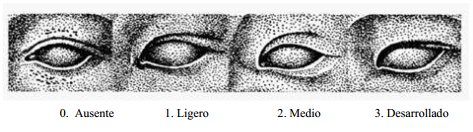 0. Ausente 1. Ligero 2. Medio 3. Desarrollado